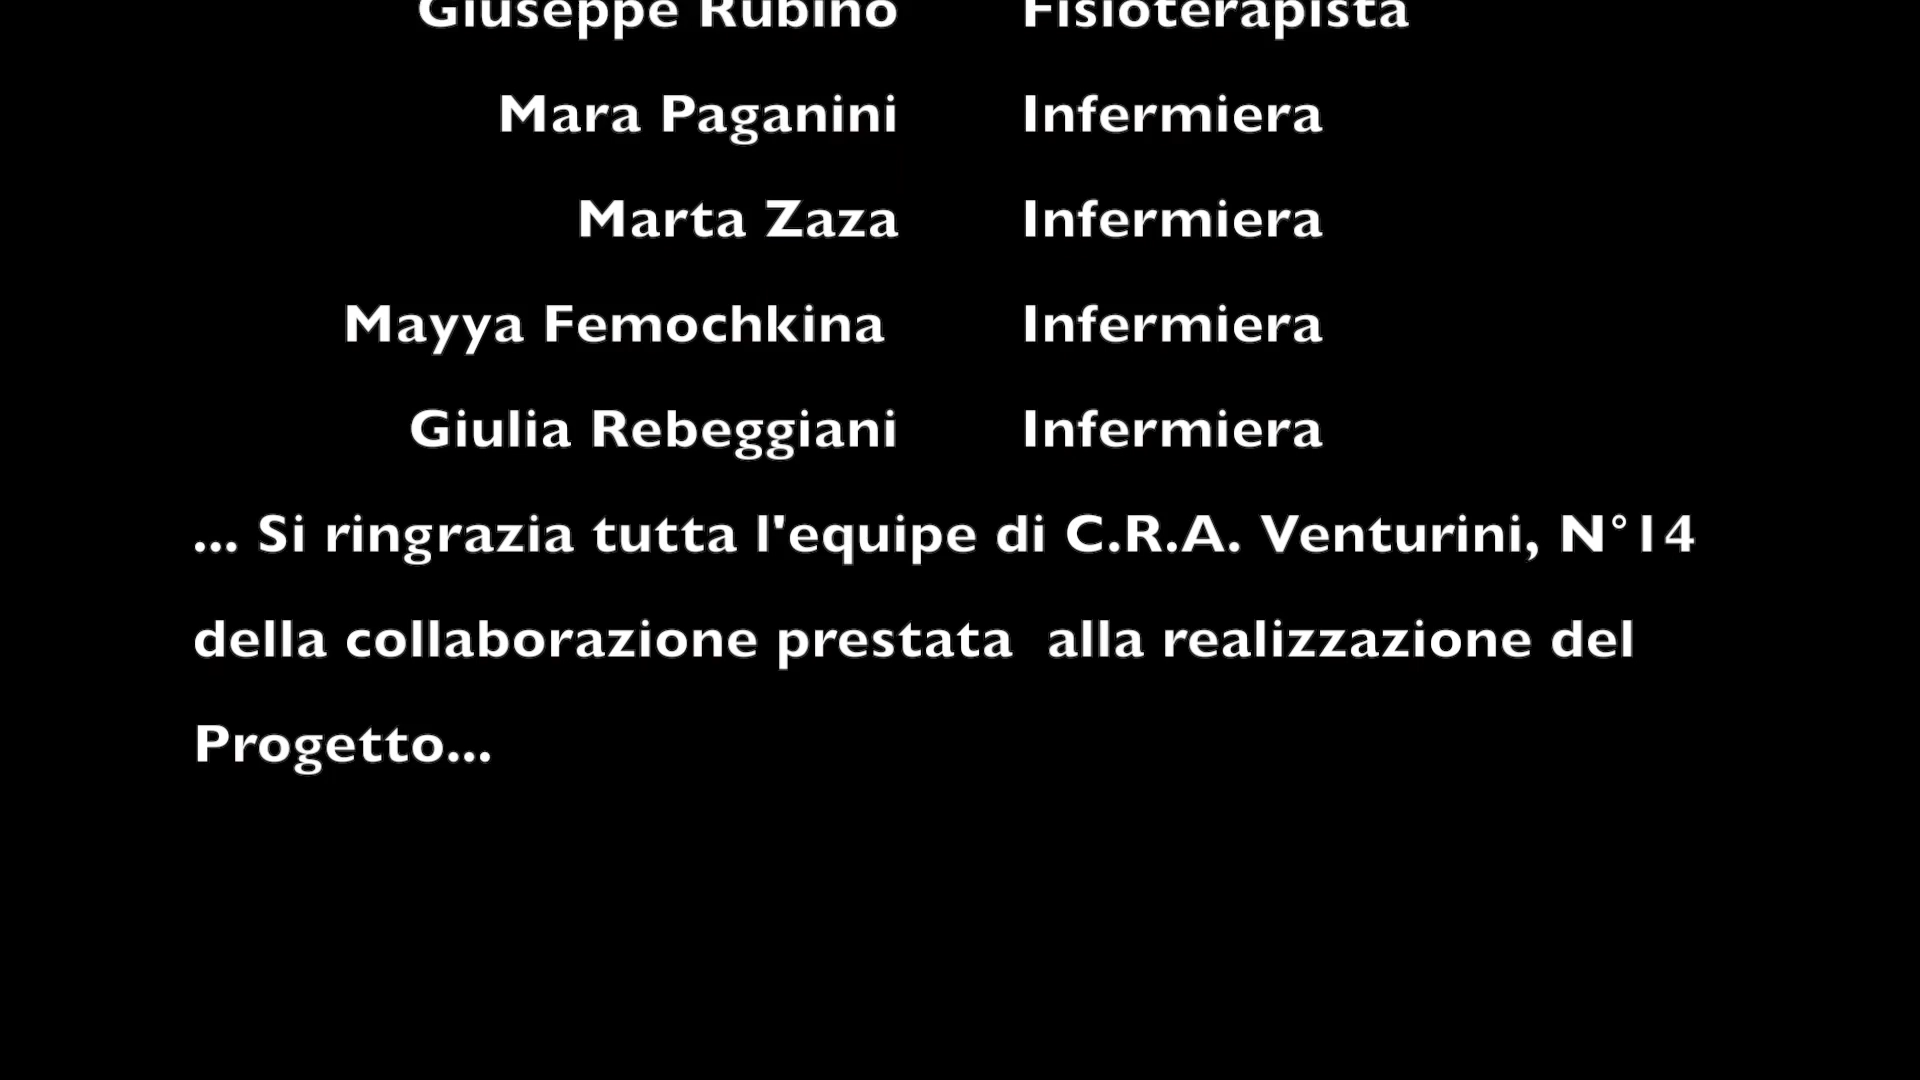 Giuseppe Rubino Fisioterapista
Mara Paganini Infermiera
Marta Zaza Infermiera
Mayya Femochkina Infermiera
Giulia Rebeggiani Infermiera
... Si ringrazia tutta l'equipe di C.R.A. Venturini, N°14
della collaborazione prestata  alla realizzazione del
Progetto...